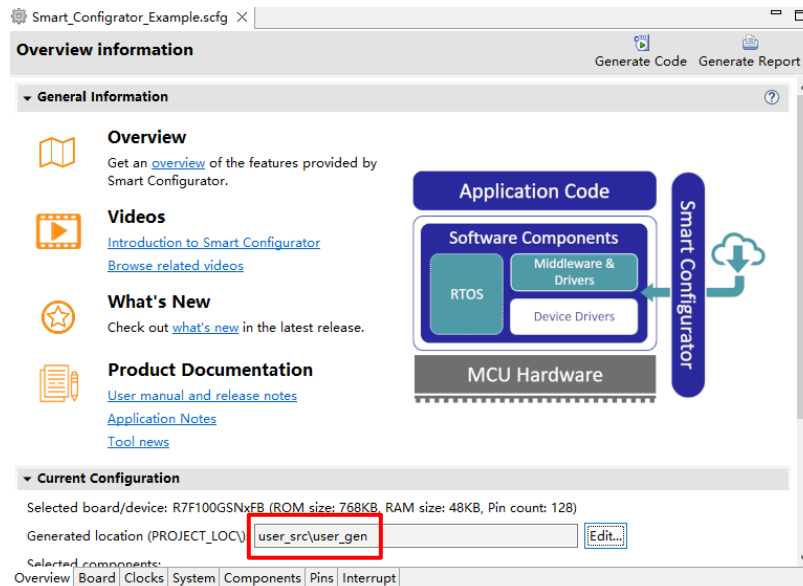 Smart_Configrator_Example.scfg
Overview information
Generate Code Generate Report
General Information
Overview
Get an overview of the features provided by
Smart Configurator.
Videos
Introduction to Smart Configurator
Browse related videos
What's New
Check out what's new in the latest release.
Product Documentation
User manual and release notes
Application Notes
Tool news
Application Code
Software Components
RTOS
Middleware &
Drivers
Device Drivers
MCU Hardware
Smart Configurator
Current Configuration
Selected board/device: R7F100GSNxFB (ROM size: 768KB, RAM size: 48KB, Pin count: 128)
Generated location (PROJECT_LOC\): user_src\user_gen Edit...
Selected components:
Overview Board Clocks System Components Pins Interrupt